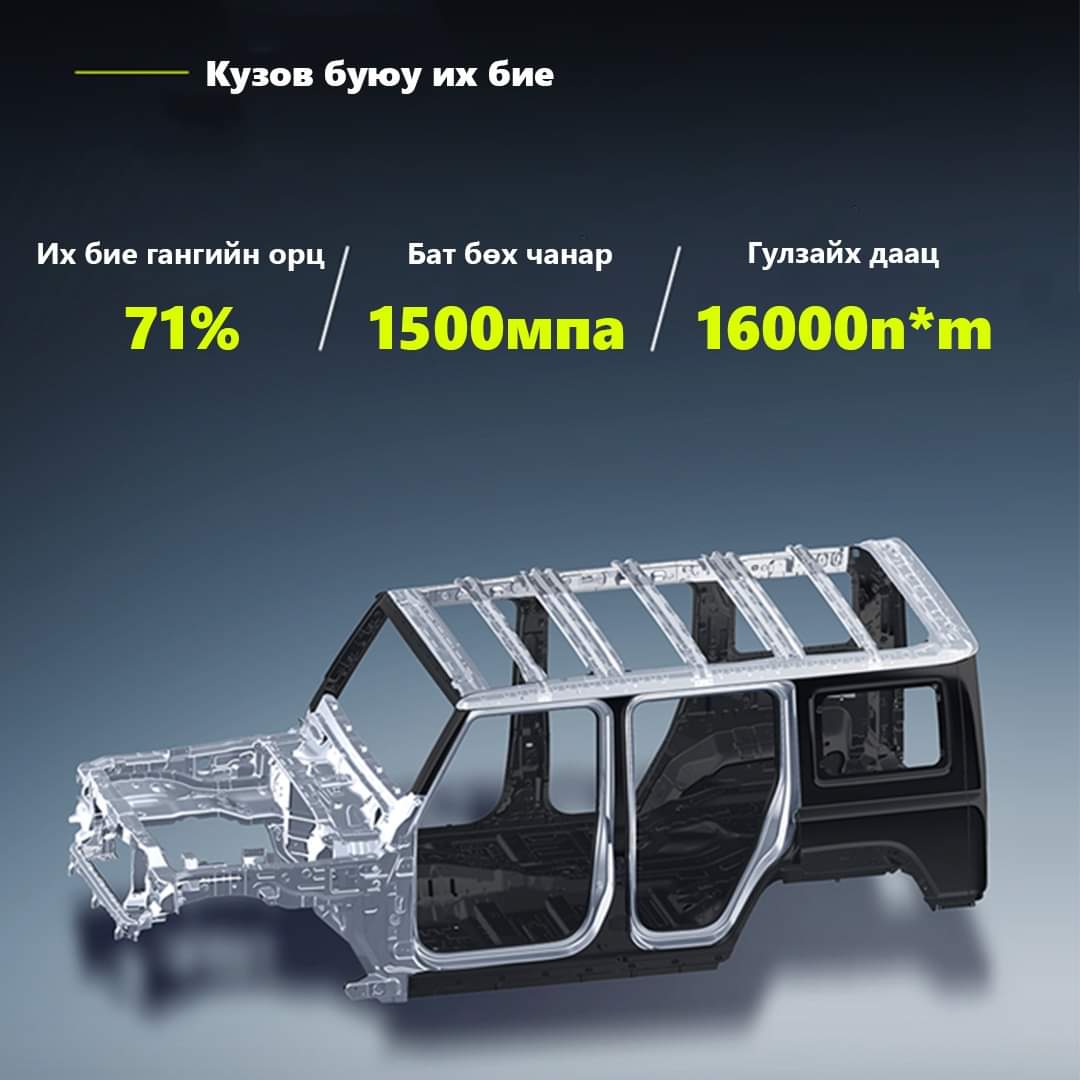 Кузов буюу их бие
Их бие гангийн орц
71%
Бат бөх чанар
1500мпа
Гулзайх даац
16000n*m